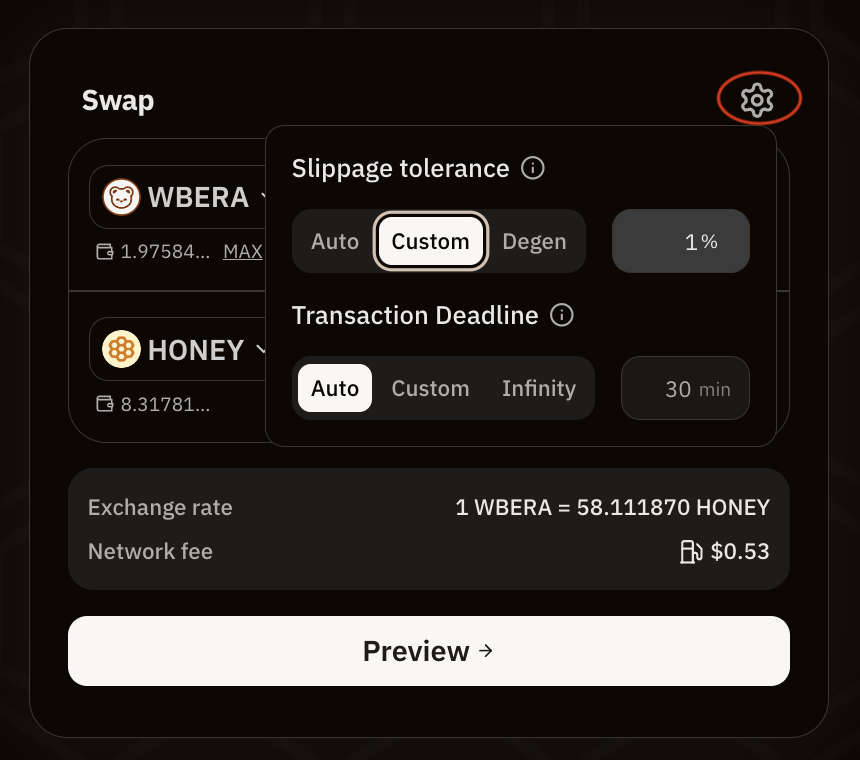 Swap
Slippage tolerance
Auto Custom Degen 1%
Transaction Deadline
Auto Custom Infinity 30 min
WBERA
1.97584... MAX
HONEY
8.31781...
Exchange rate 1 WBERA = 58.111870 HONEY
Network fee $0.53
Preview →